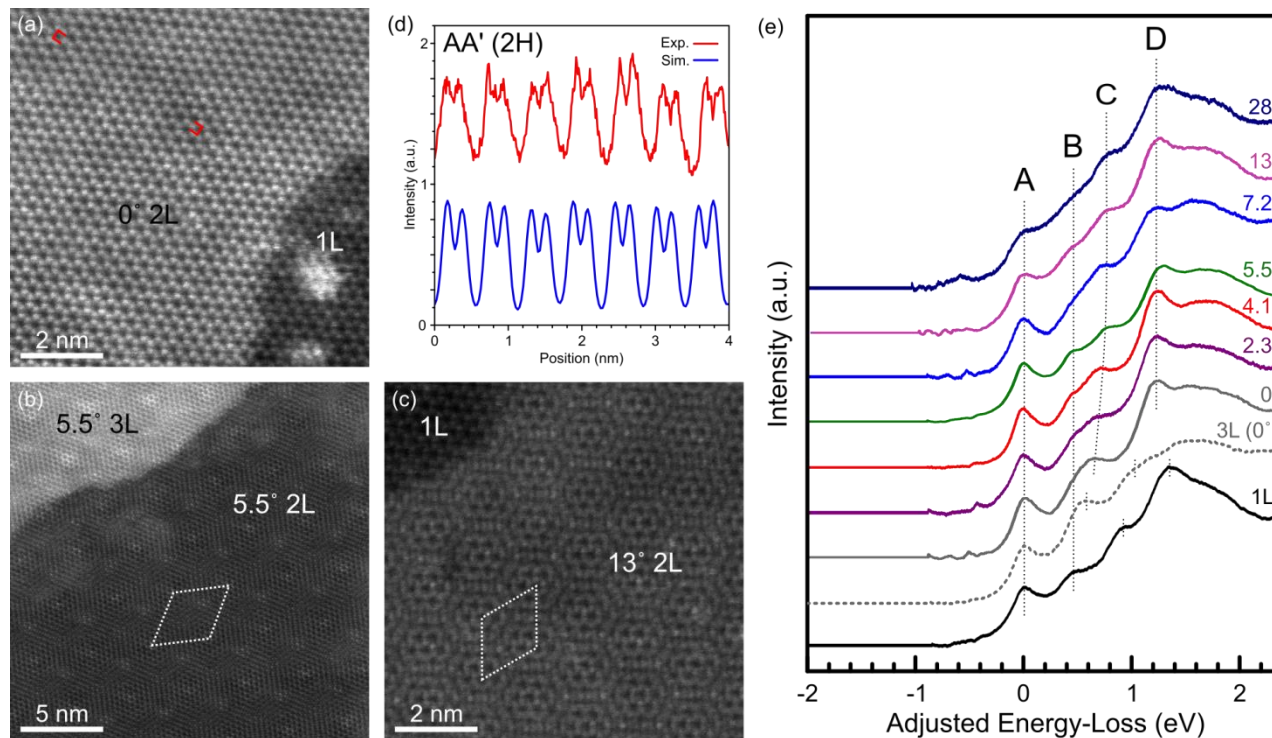 (a)
0° 2L
1L
2 nm
(d)
AA' (2H)
Exp.
Sim.
2
1
0
Intensity (a.u.)
0
1
2
3
4
Position (nm)
(b)
5.5° 3L
5.5° 2L
5 nm
(c)
1L
13° 2L
2 nm
(e)
A
B
C
D
28
13
7.2
5.5
4.1
2.3
0
3L (0°
1L
Intensity (a.u.)
-2
-1
0
1
2
Adjusted Energy-Loss (eV)